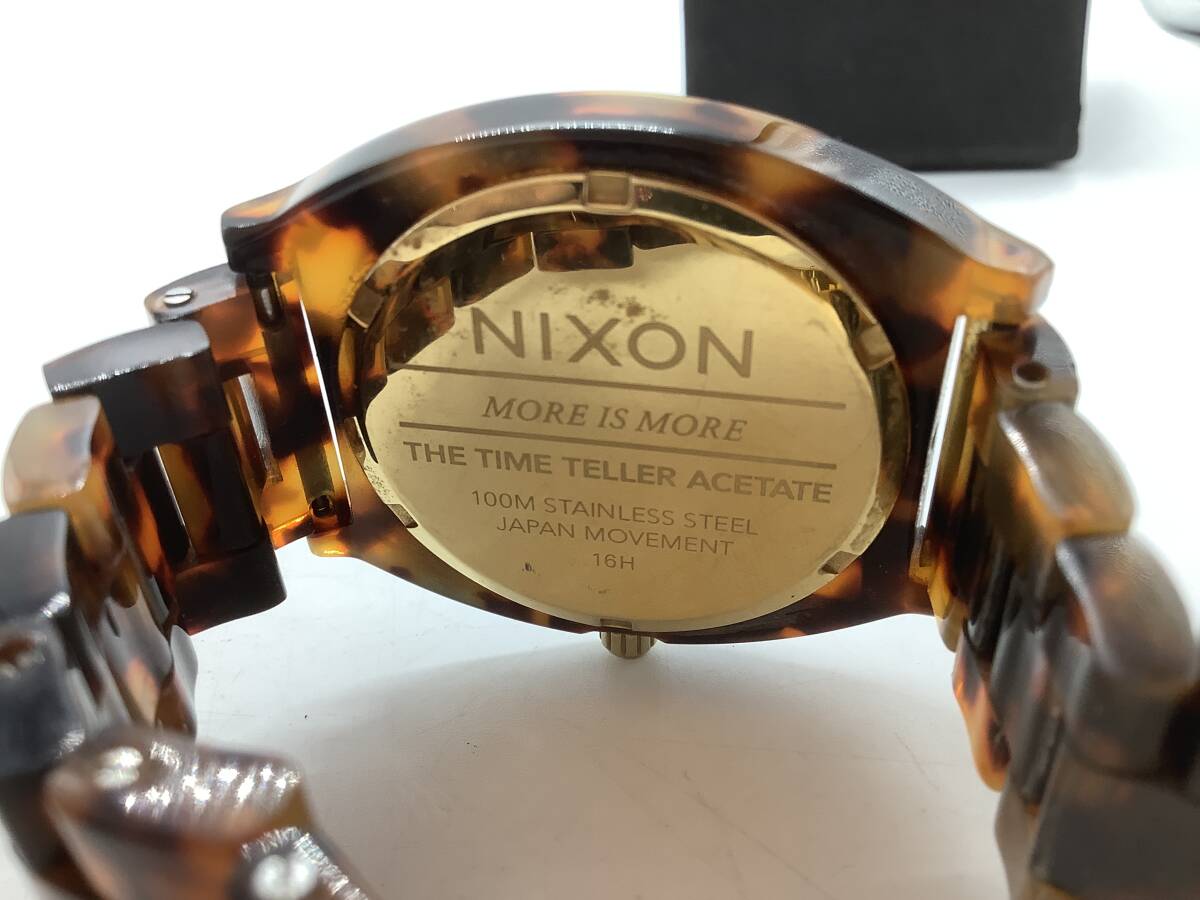 NIXON
MORE IS MORE
THE TIME TELLER ACETATE
100M STAINLESS STEEL
JAPAN MOVEMENT
16H